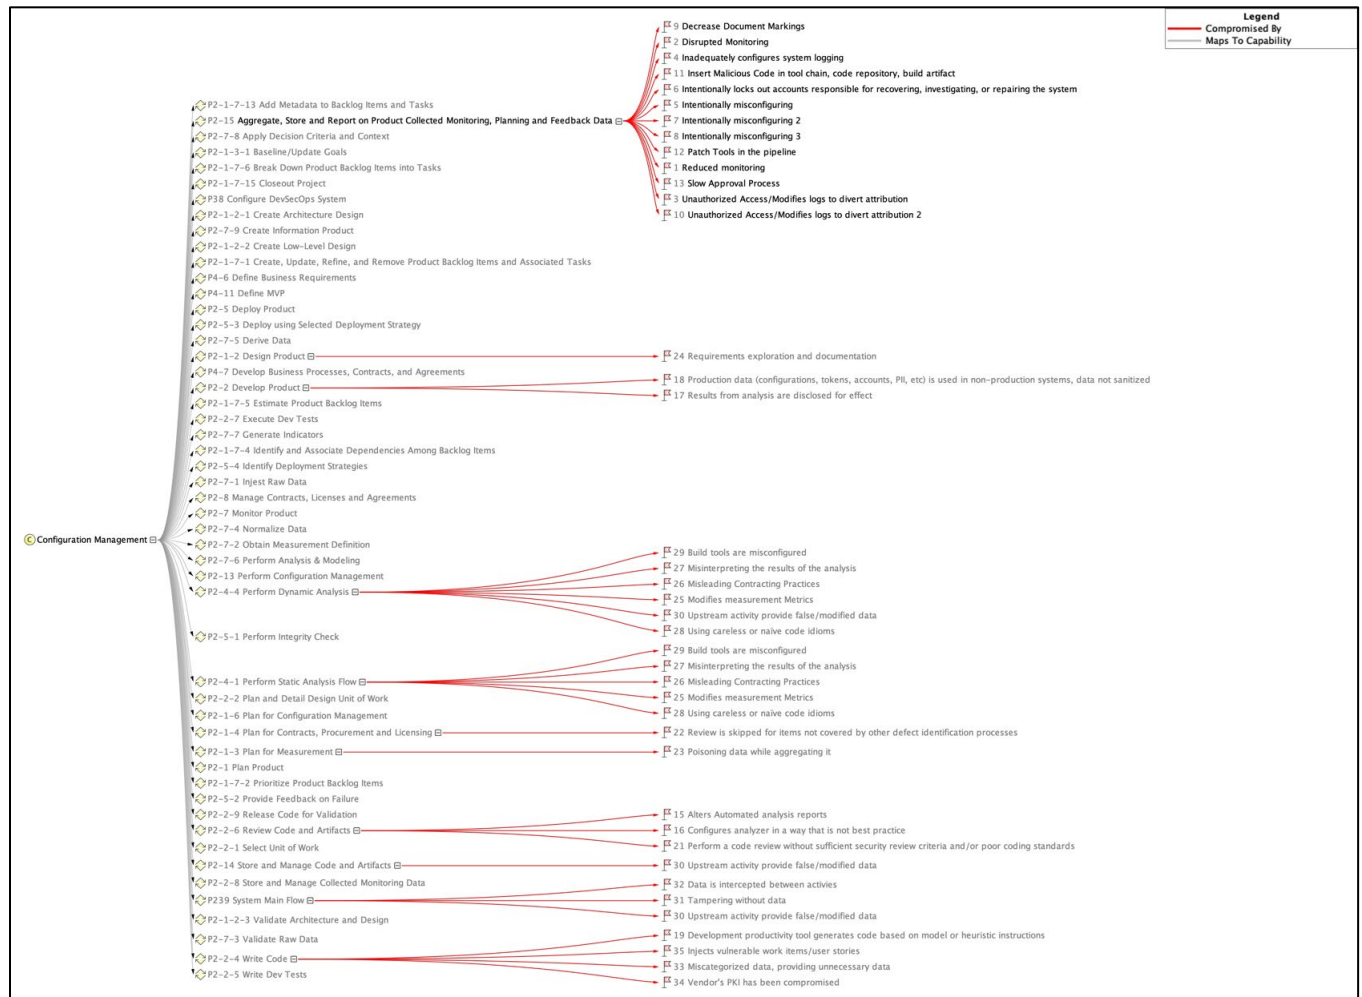 Legend
Compromised By
Maps To Capability
Configuration Management
P2-1-7-13 Add Metadata to Backlog Items and Tasks
P2-15 Aggregate, Store and Report on Product Collected Monitoring, Planning and Feedback Data
P2-7-8 Apply Decision Criteria and Context
P2-1-3-1 Baseline/Update Goals
P2-1-7-6 Break Down Product Backlog Items into Tasks
P2-1-7-15 Closeout Project
P38 Configure DevSecOps System
P2-1-2-1 Create Architecture Design
P2-7-9 Create Information Product
P2-1-2-2 Create Low-Level Design
P2-1-7-1 Create, Update, Refine, and Remove Product Backlog Items and Associated Tasks
P4-6 Define Business Requirements
P4-11 Define MVP
P2-5 Deploy Product
P2-5-3 Deploy using Selected Deployment Strategy
P2-7-5 Derive Data
P2-1-2 Design Product
P4-7 Develop Business Processes, Contracts, and Agreements
P2-2 Develop Product
P2-1-7-5 Estimate Product Backlog Items
P2-2-7 Execute Dev Tests
P2-7-7 Generate Indicators
P2-1-7-4 Identify and Associate Dependencies Among Backlog Items
P2-5-4 Identify Deployment Strategies
P2-7-1 Injest Raw Data
P2-8 Manage Contracts, Licenses and Agreements
P2-7 Monitor Product
P2-7-4 Normalize Data
P2-7-2 Obtain Measurement Definition
P2-7-6 Perform Analysis & Modeling
P2-13 Perform Configuration Management
P2-4-4 Perform Dynamic Analysis
P2-5-1 Perform Integrity Check
P2-4-1 Perform Static Analysis Flow
P2-2-2 Plan and Detail Design Unit of Work
P2-1-6 Plan for Configuration Management
P2-1-4 Plan for Contracts, Procurement and Licensing
P2-1-3 Plan for Measurement
P2-1 Plan Product
P2-1-7-2 Prioritize Product Backlog Items
P2-5-2 Provide Feedback on Failure
P2-2-9 Release Code for Validation
P2-2-6 Review Code and Artifacts
P2-2-1 Select Unit of Work
P2-14 Store and Manage Code and Artifacts
P2-2-8 Store and Manage Collected Monitoring Data
P239 System Main Flow
P2-1-2-3 Validate Architecture and Design
P2-7-3 Validate Raw Data
P2-2-4 Write Code
P2-2-5 Write Dev Tests
9 Decrease Document Markings
2 Disrupted Monitoring
4 Inadequately configures system logging
11 Insert Malicious Code in tool chain, code repository, build artifact
6 Intentionally locks out accounts responsible for recovering, investigating, or repairing the system
5 Intentionally misconfiguring
7 Intentionally misconfiguring 2
8 Intentionally misconfiguring 3
12 Patch Tools in the pipeline
1 Reduced monitoring
13 Slow Approval Process
3 Unauthorized Access/Modifies logs to divert attribution
10 Unauthorized Access/Modifies logs to divert attribution 2
24 Requirements exploration and documentation
18 Production data (configurations, tokens, accounts, PII, etc) is used in non-production systems, data not sanitized
17 Results from analysis are disclosed for effect
29 Build tools are misconfigured
27 Misinterpreting the results of the analysis
26 Misleading Contracting Practices
25 Modifies measurement Metrics
30 Upstream activity provide false/modified data
28 Using careless or naïve code idioms
29 Build tools are misconfigured
27 Misinterpreting the results of the analysis
26 Misleading Contracting Practices
25 Modifies measurement Metrics
28 Using careless or naïve code idioms
22 Review is skipped for items not covered by other defect identification processes
23 Poisoning data while aggregating it
15 Alters Automated analysis reports
16 Configures analyzer in a way that is not best practice
21 Perform a code review without sufficient security review criteria and/or poor coding standards
30 Upstream activity provide false/modified data
32 Data is intercepted between activies
31 Tampering without data
30 Upstream activity provide false/modified data
19 Development productivity tool generates code based on model or heuristic instructions
35 Injects vulnerable work items/user stories
33 Miscategorized data, providing unnecessary data
34 Vendor's PKI has been compromised